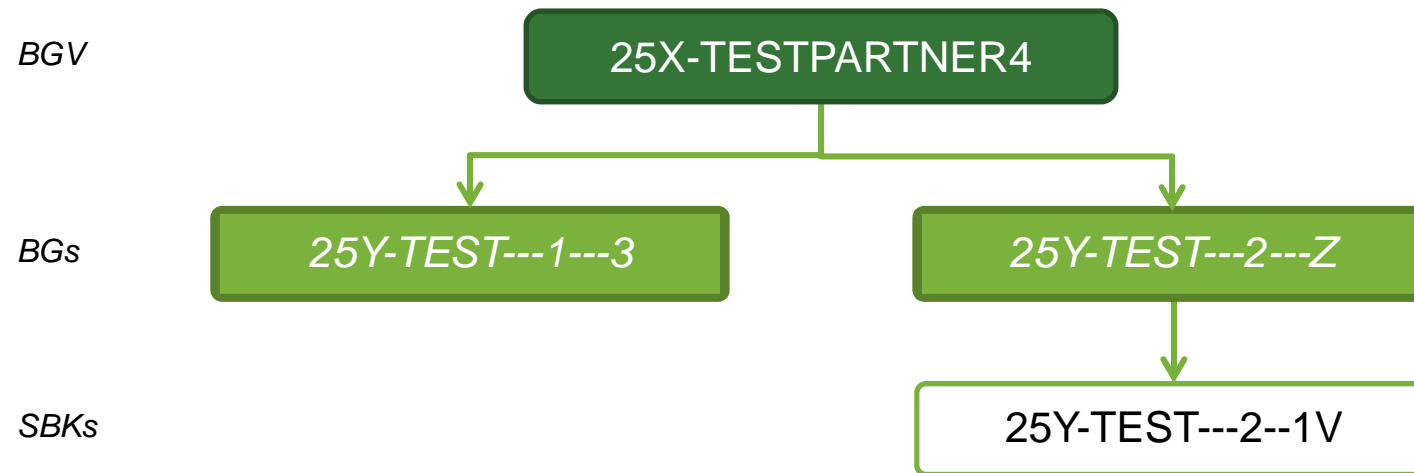 BGV
25X-TESTPARTNER4
BGs
25Y-TEST---1---3
25Y-TEST---2---Z
SBKs
25Y-TEST---2--1V